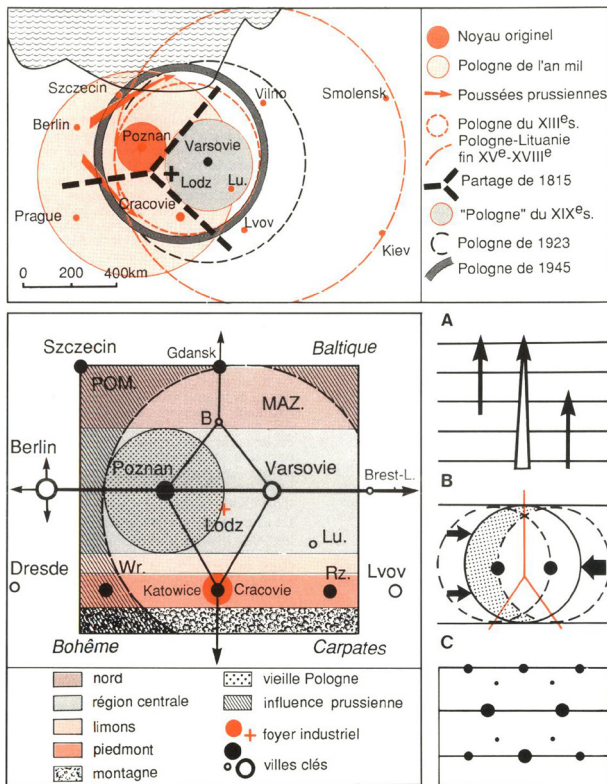 Szczecin
Vilno
Smolensk
Berlin
Poznan
Varsovie
Lodz
Lu.
Prague
Cracovie
Lvov
Kiev
0 200 400km
Noyau originel
Pologne de l'an mil
Poussées prussiennes
Pologne du XIIIe s.
Pologne-Lituanie
fin XVe-XVIIIe
Partage de 1815
"Pologne" du XIXe s.
Pologne de 1923
Pologne de 1945
Szczecin
Gdansk
Baltique
POM.
MAZ.
B
Berlin
Poznan
Varsovie
Brest-L.
Lodz
Lu.
Dresde
Wr.
Katowice
Cracovie
Rz.
Lvov
Bohême
Carpates
nord
région centrale
limons
piedmont
montagne
vieille Pologne
influence prussienne
foyer industriel
villes clés
A
B
C